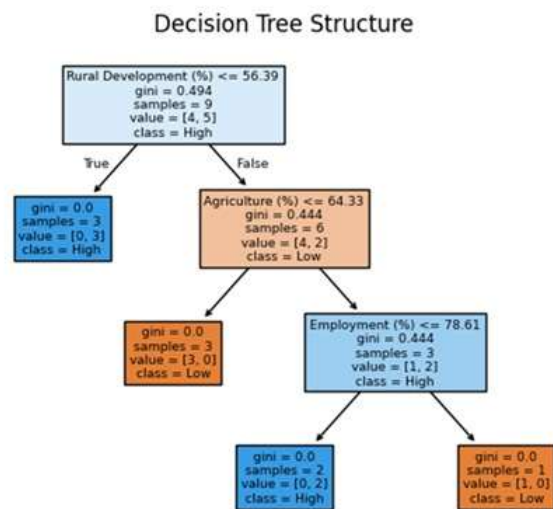 Decision Tree Structure
Rural Development (%) <= 56.39
gini = 0.494
samples = 9
value = [4, 5]
class = High
True
False
gini = 0.0
samples = 3
value = [0, 3]
class = High
Agriculture (%) <= 64.33
gini = 0.444
samples = 6
value = [4, 2]
class = Low
gini = 0.0
samples = 3
value = [3, 0]
class = Low
Employment (%) <= 78.61
gini = 0.444
samples = 3
value = [1, 2]
class = High
gini = 0.0
samples = 2
value = [0, 2]
class = High
gini = 0.0
samples = 1
value = [1, 0]
class = Low